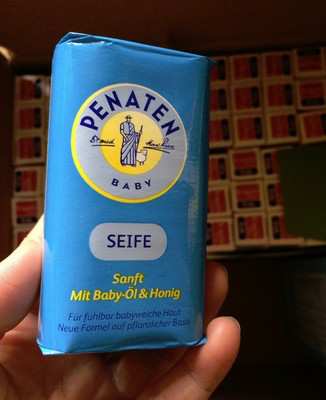 PENATEN
BABY
SEIFE
Sanft
Mit Baby-Öl & Honig
Für fühlbar babyweiche Haut
Neue Formel auf pflanzlicher Basis